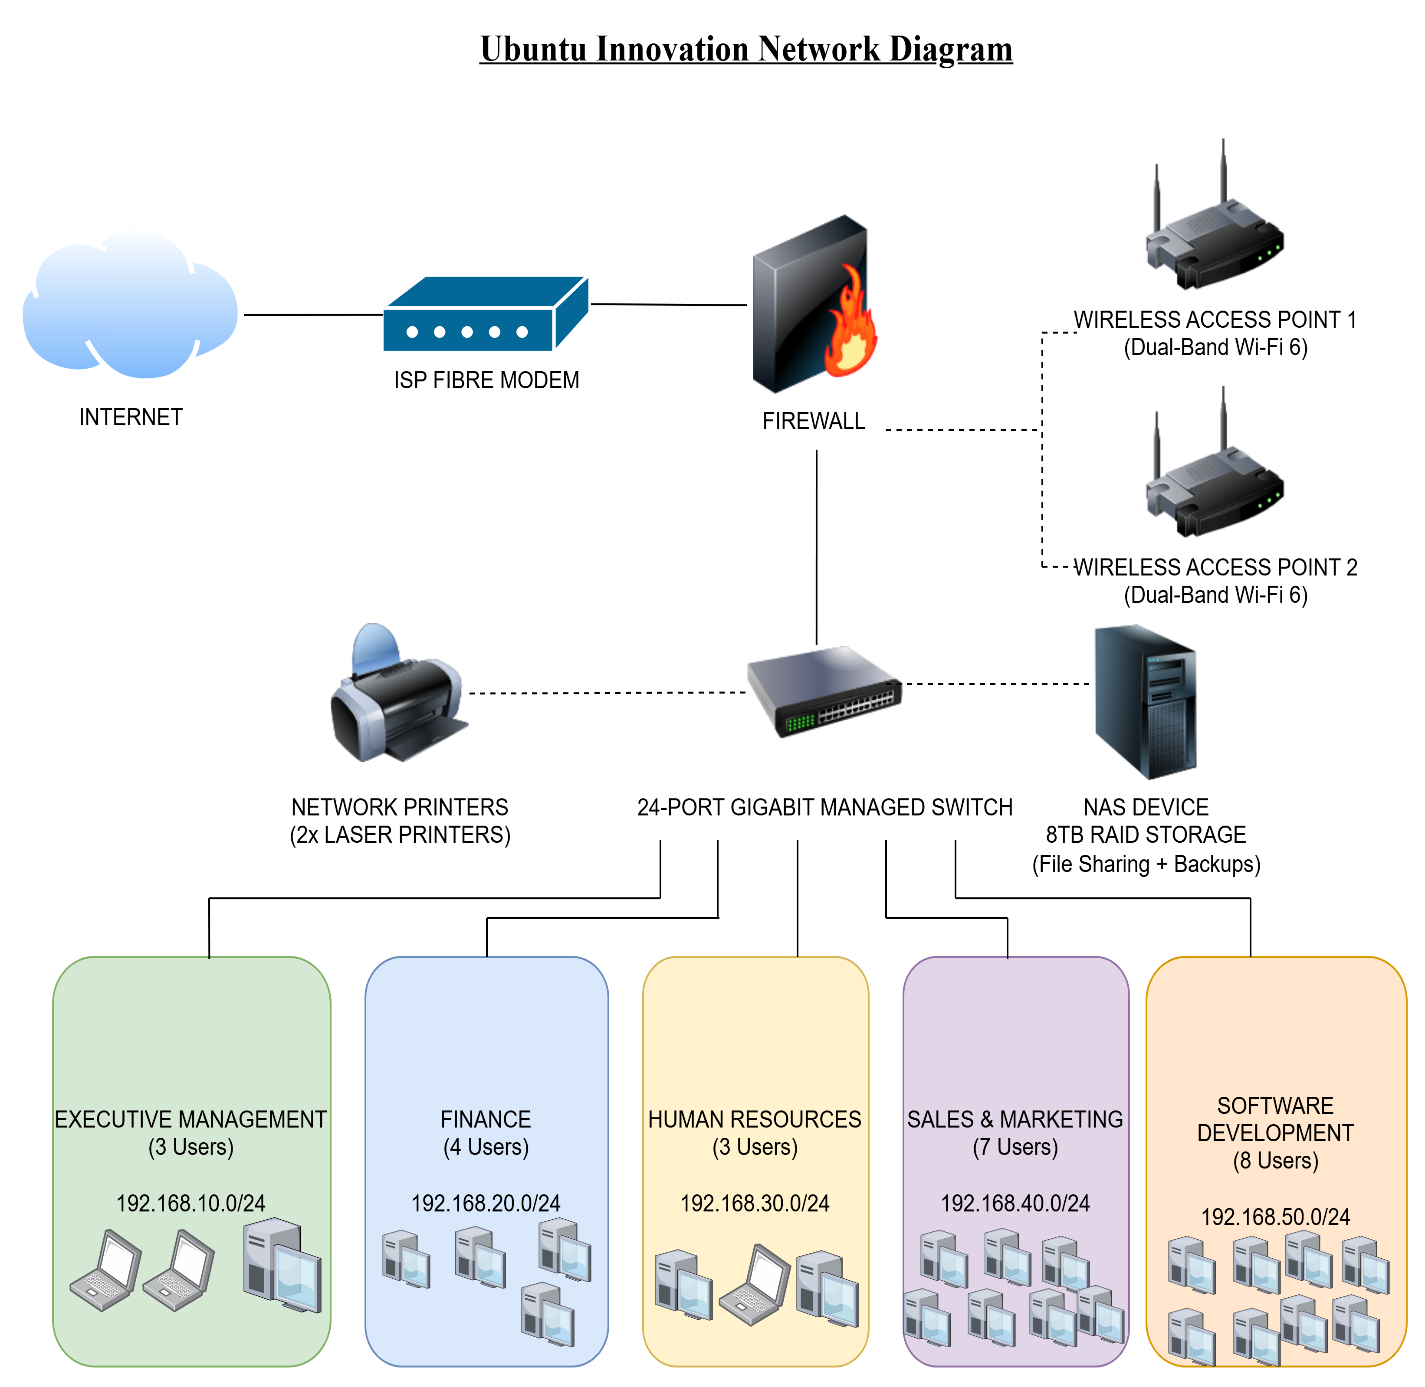 Ubuntu Innovation Network Diagram
WIRELESS ACCESS POINT 1
(Dual-Band Wi-Fi 6)
ISP FIBRE MODEM
INTERNET
FIREWALL
WIRELESS ACCESS POINT 2
(Dual-Band Wi-Fi 6)
NETWORK PRINTERS
(2x LASER PRINTERS)
24-PORT GIGABIT MANAGED SWITCH
NAS DEVICE
8TB RAID STORAGE
(File Sharing + Backups)
EXECUTIVE MANAGEMENT
(3 Users)
192.168.10.0/24
FINANCE
(4 Users)
192.168.20.0/24
HUMAN RESOURCES
(3 Users)
192.168.30.0/24
SALES & MARKETING
(7 Users)
192.168.40.0/24
SOFTWARE
DEVELOPMENT
(8 Users)
192.168.50.0/24